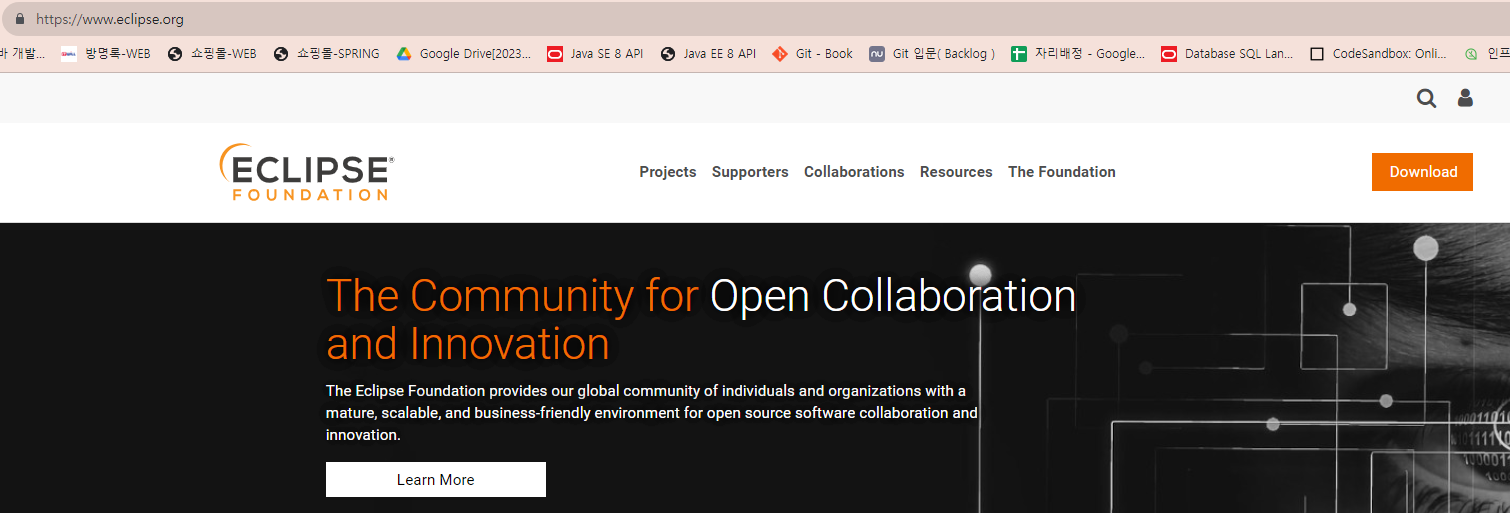 https://www.eclipse.org
바 개발...
방명록-WEB
쇼핑몰-WEB
쇼핑몰-SPRING
Google Drive[2023...
Java SE 8 API
Java EE 8 API
Git - Book
nu
Git 입문( Backlog )
자리배정 - Google...
Database SQL Lan...
CodeSandbox: Onli...
인프
ECLIPSE®
FOUNDATION
Projects
Supporters
Collaborations
Resources
The Foundation
Download
The Community for Open Collaboration
and Innovation
The Eclipse Foundation provides our global community of individuals and organizations with a
mature, scalable, and business-friendly environment for open source software collaboration and
innovation.
Learn More